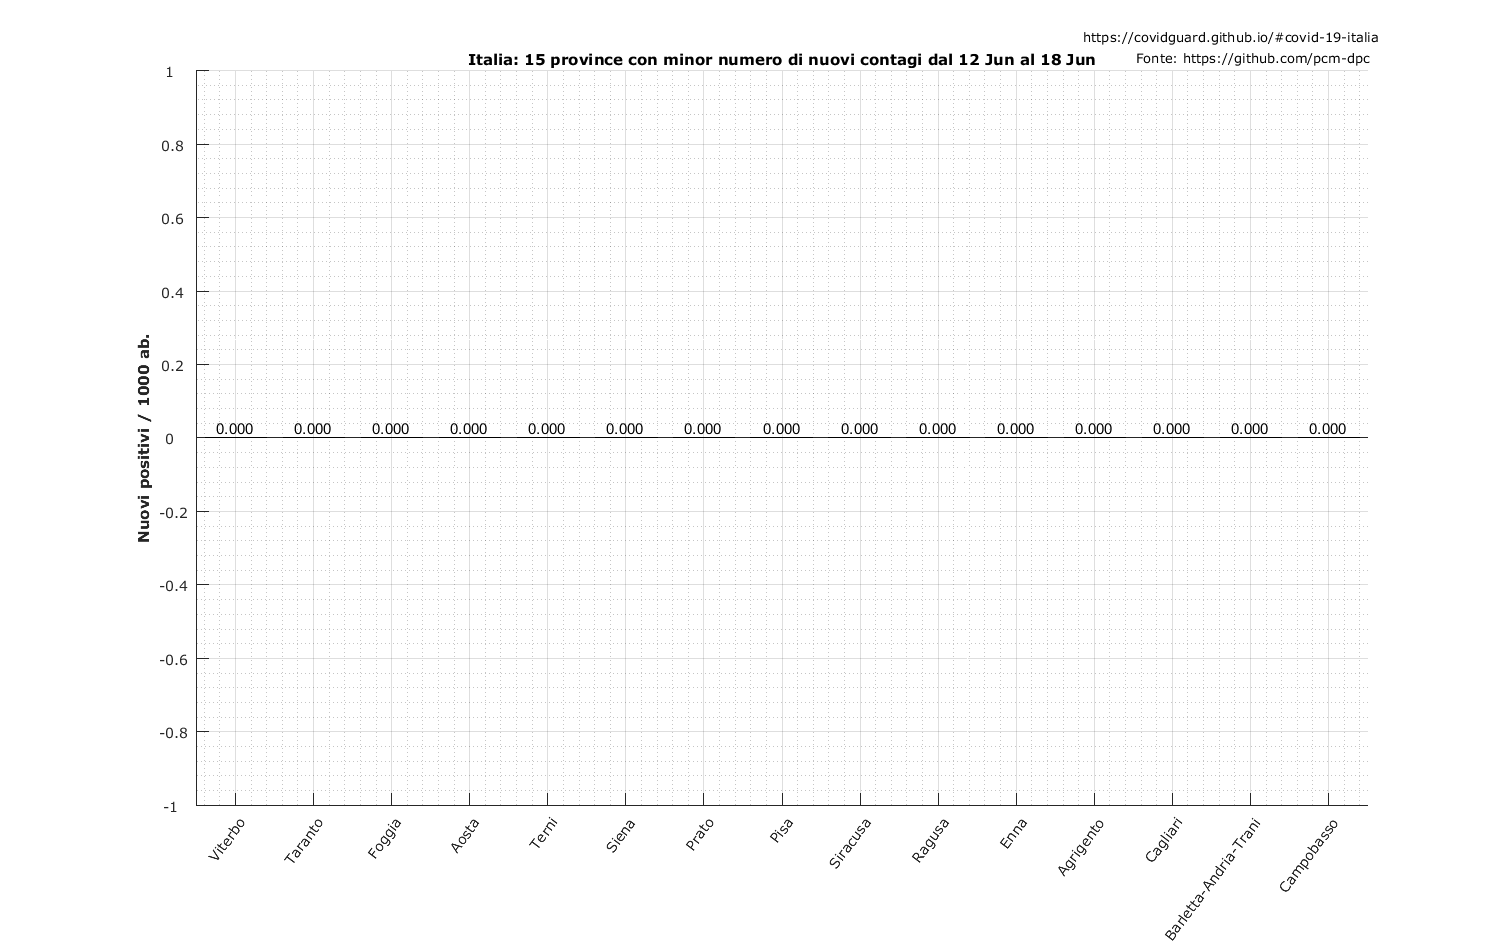 https://covidguard.github.io/#covid-19-italia
Italia: 15 province con minor numero di nuovi contagi dal 12 Jun al 18 Jun
Fonte: https://github.com/pcm-dpc
1
0.8
0.6
0.4
0.2
0
-0.2
-0.4
-0.6
-0.8
-1
Nuovi positivi / 1000 ab.
0.000 0.000 0.000 0.000 0.000 0.000 0.000 0.000 0.000 0.000 0.000 0.000 0.000 0.000 0.000
Viterbo
Taranto
Foggia
Aosta
Terni
Siena
Prato
Pisa
Siracusa
Ragusa
Enna
Agrigento
Cagliari
Barletta-Andria-Trani
Campobasso